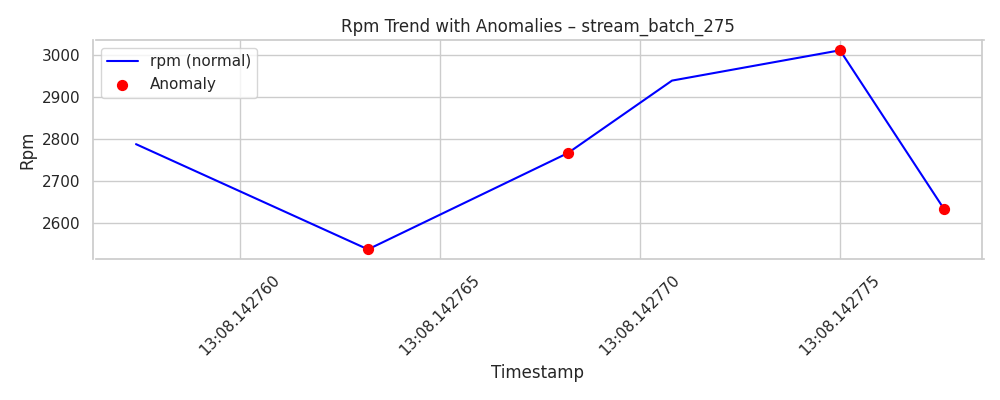 Rpm Trend with Anomalies – stream_batch_275
rpm (normal)
Anomaly
Rpm
3000
2900
2800
2700
2600
13:08.142760
13:08.142765
13:08.142770
13:08.142775
Timestamp